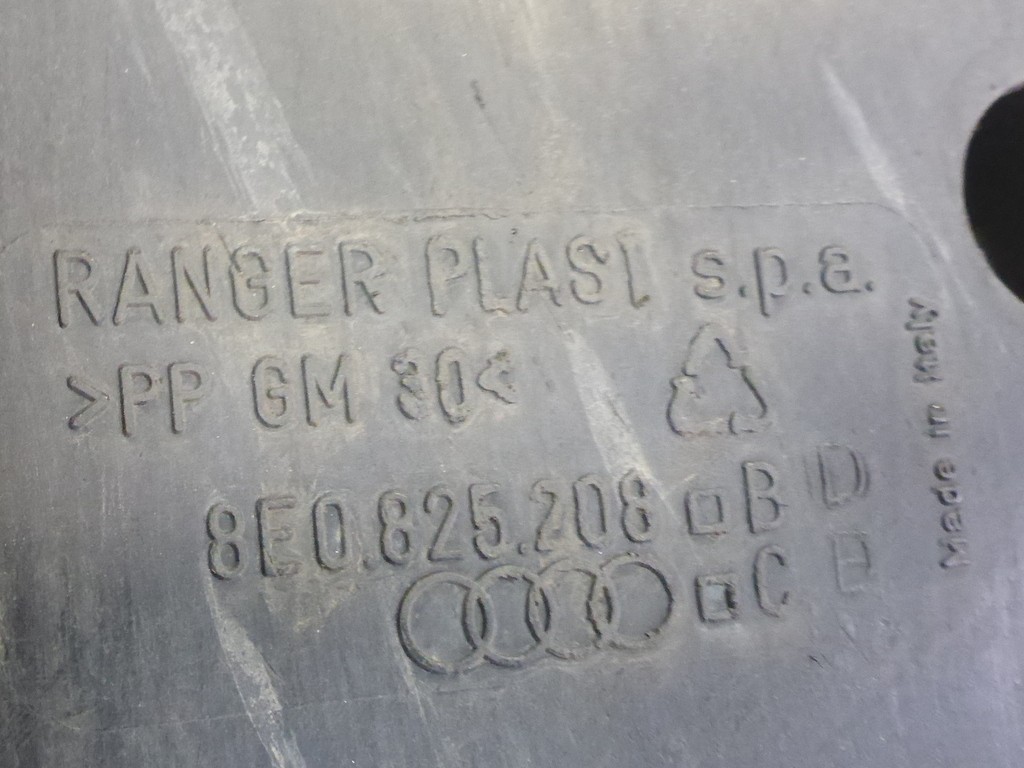 RANGER PLAST s.p.a.
>PP GM 30<
8E0.825.208 B D
C
Made in Italy